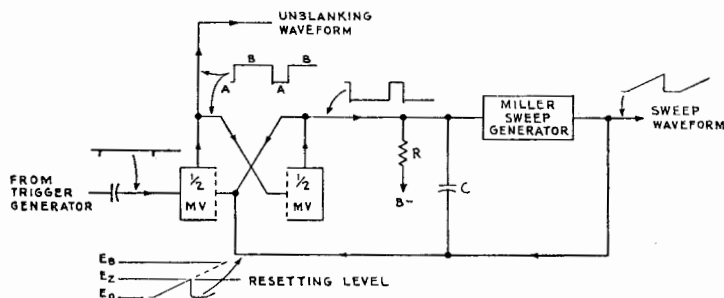 UNBLANKING
WAVEFORM
B B
A A
MILLER
SWEEP
GENERATOR
SWEEP
WAVEFORM
R
C
B-
FROM
TRIGGER
GENERATOR
1/2
MV
1/2
MV
EB
EZ
RESETTING LEVEL